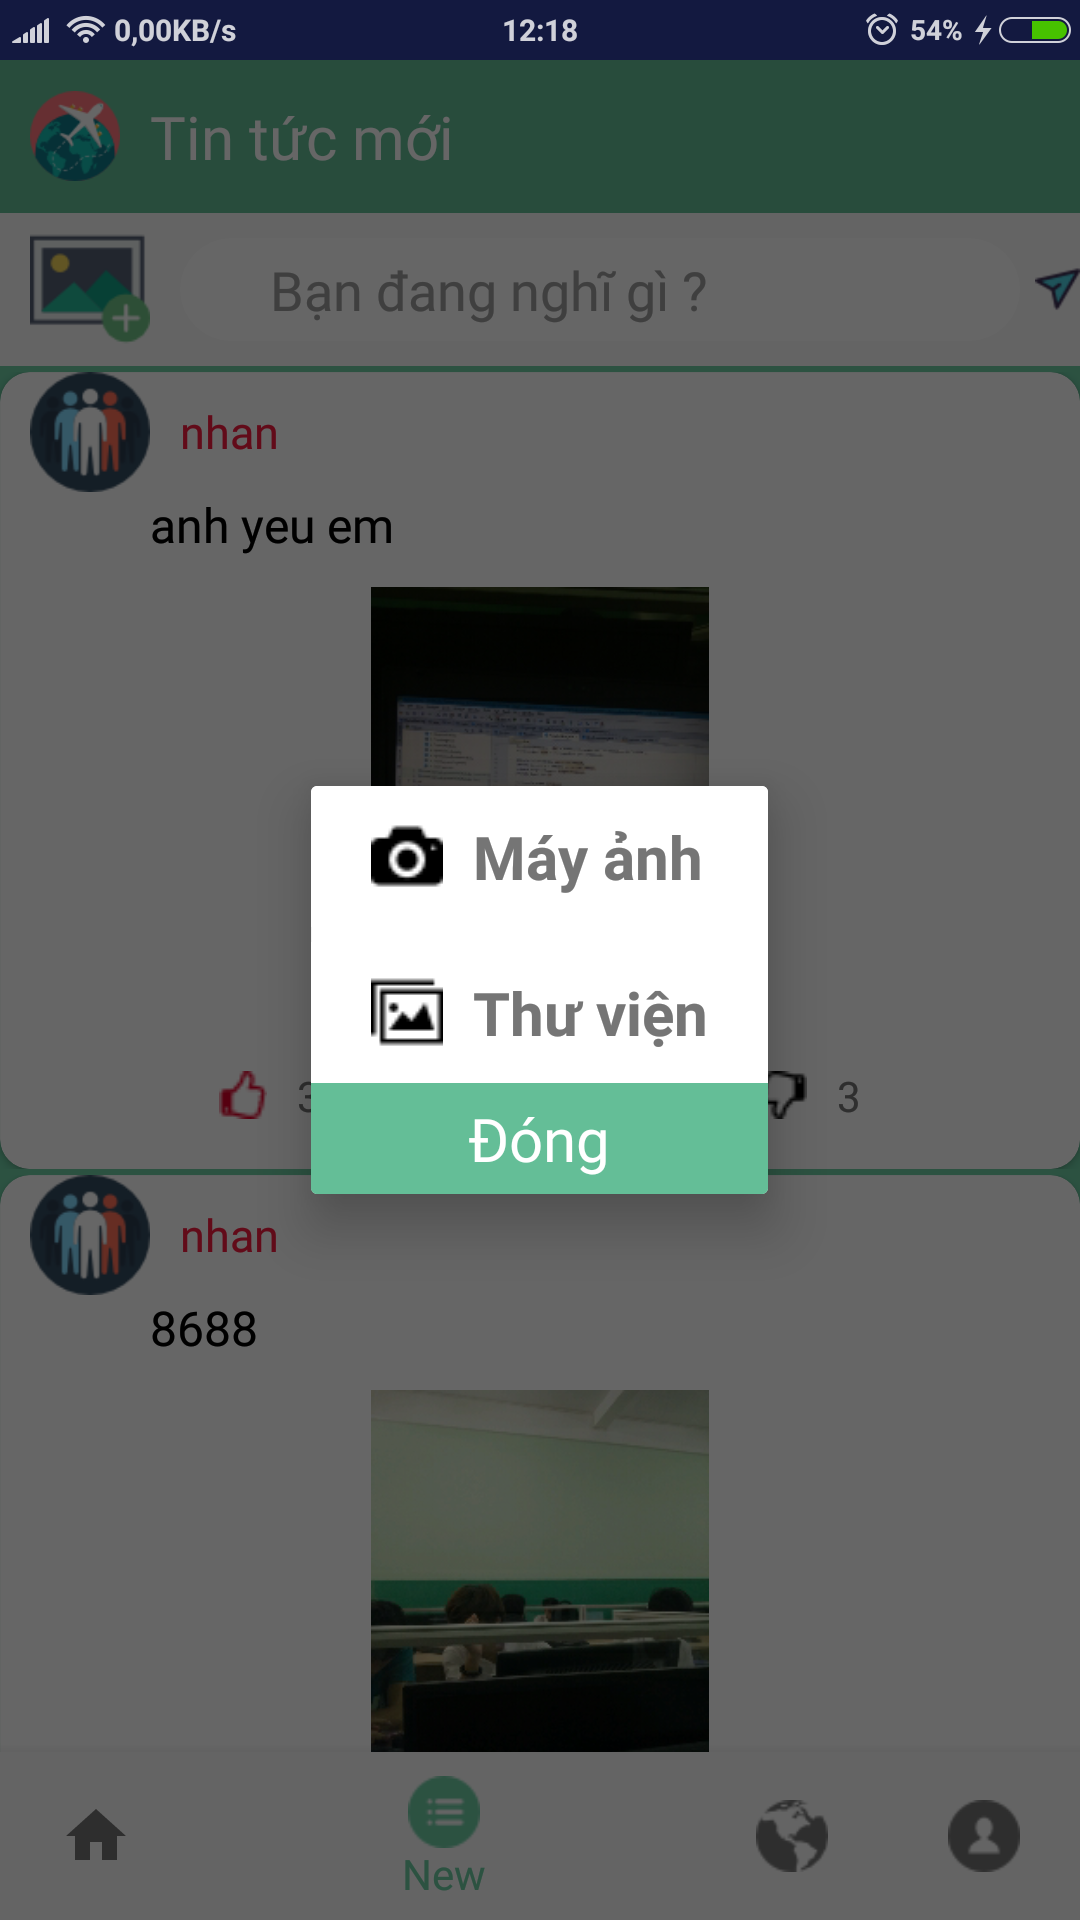 0,00KB/s 12:18 54%
Tin tức mới
Bạn đang nghĩ gì ?
nhan
anh yeu em
Máy ảnh
Thư viện
3 3
Đóng
nhan
8688
New